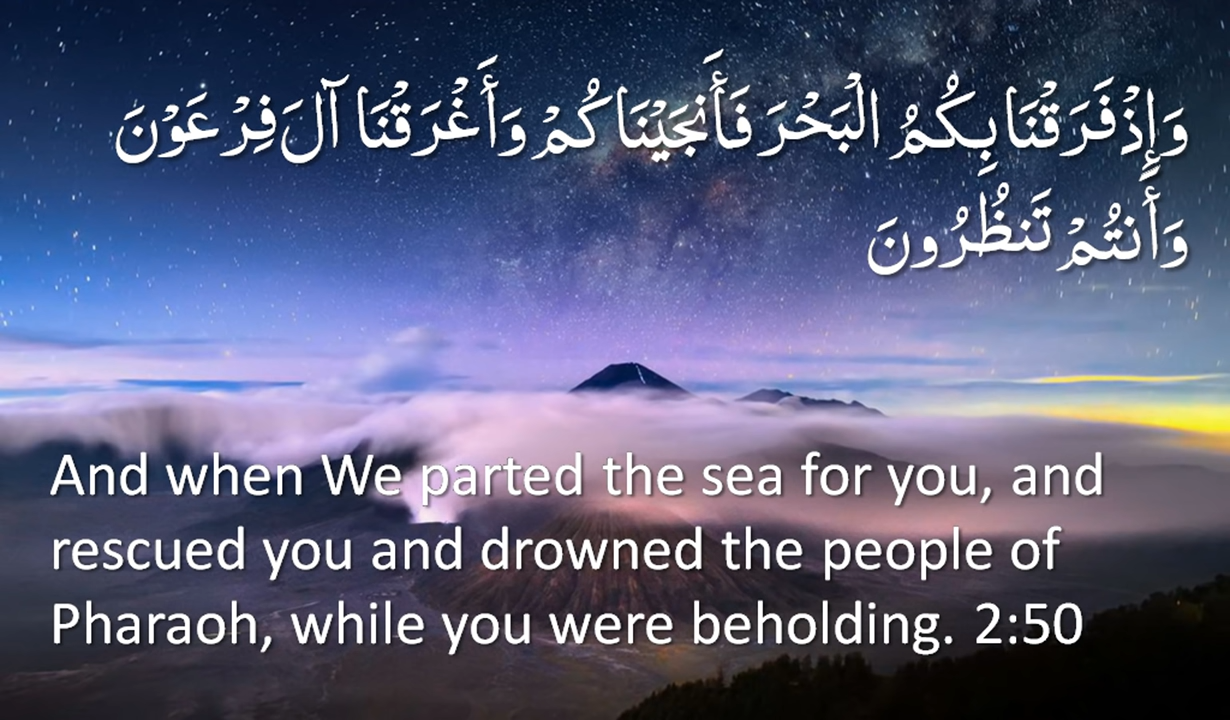 وَإِذْ فَرَقْنَا بِكُمُ الْبَحْرَ فَأَنجَيْنَاكُمْ وَأَغْرَقْنَا آلَ فِرْعَوْنَ
وَأَنتُمْ تَنظُرُونَ
And when We parted the sea for you, and
rescued you and drowned the people of
Pharaoh, while you were beholding. 2:50